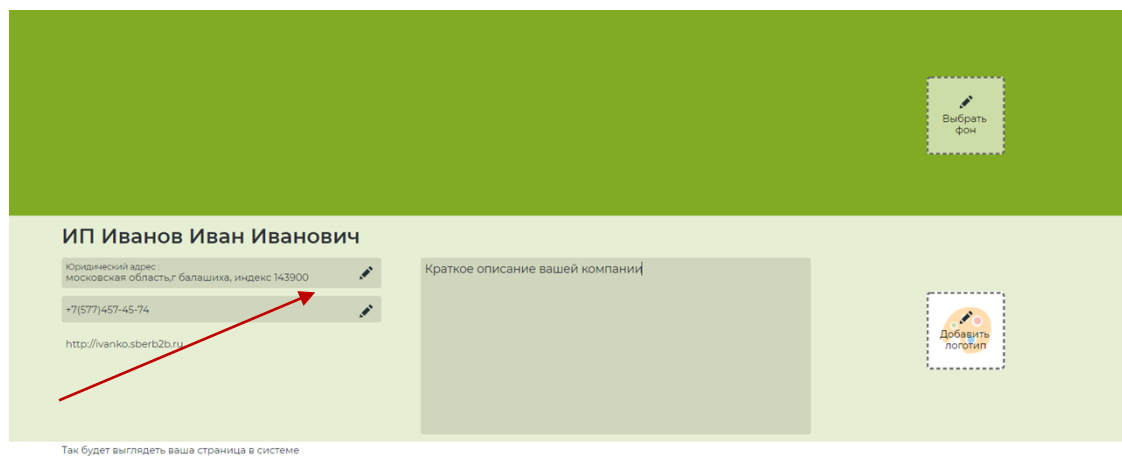 Выбрать
фон
ИП Иванов Иван Иванович
Юридический адрес :
московская область,г балашиха, индекс 143900
+7(577)457-45-74
http://ivanko.sberb2b.ru
Краткое описание вашей компании
Добавить
логотип
Так будет выглядеть ваша страница в системе